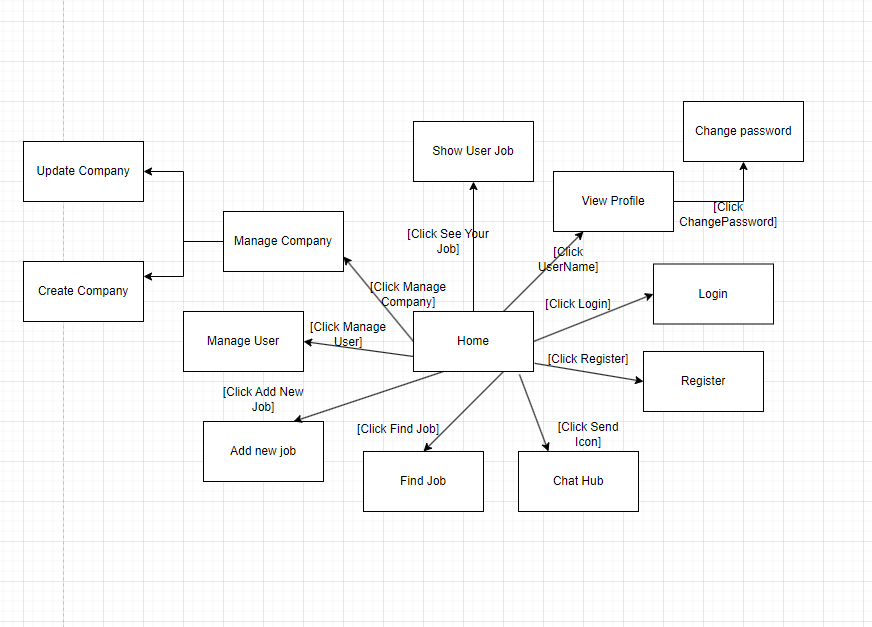 Change password
Show User Job
Update Company
View Profile
[Click
ChangePassword]
Manage Company
[Click See Your
Job]
[Click
UserName]
Create Company
[Click Manage
Company]
[Click Login]
Login
[Click Manage
User]
Manage User
Home
[Click Register]
Register
[Click Add New
Job]
[Click Find Job]
[Click Send
Icon]
Add new job
Find Job
Chat Hub